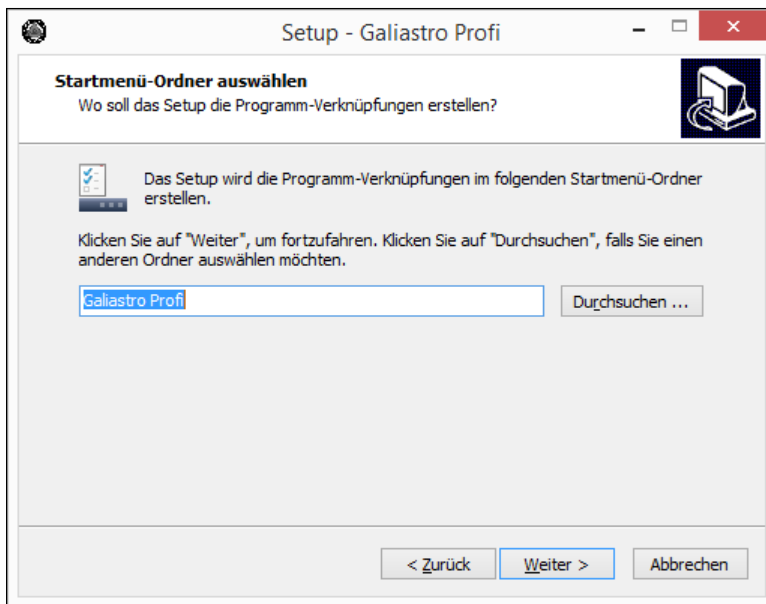 Setup - Galiastro Profi
Startmenü-Ordner auswählen
Wo soll das Setup die Programm-Verknüpfungen erstellen?
Das Setup wird die Programm-Verknüpfungen im folgenden Startmenü-Ordner
erstellen.
Klicken Sie auf "Weiter", um fortzufahren. Klicken Sie auf "Durchsuchen", falls Sie einen
anderen Ordner auswählen möchten.
Galiastro Profi
Durchsuchen ...
< Zurück
Weiter >
Abbrechen